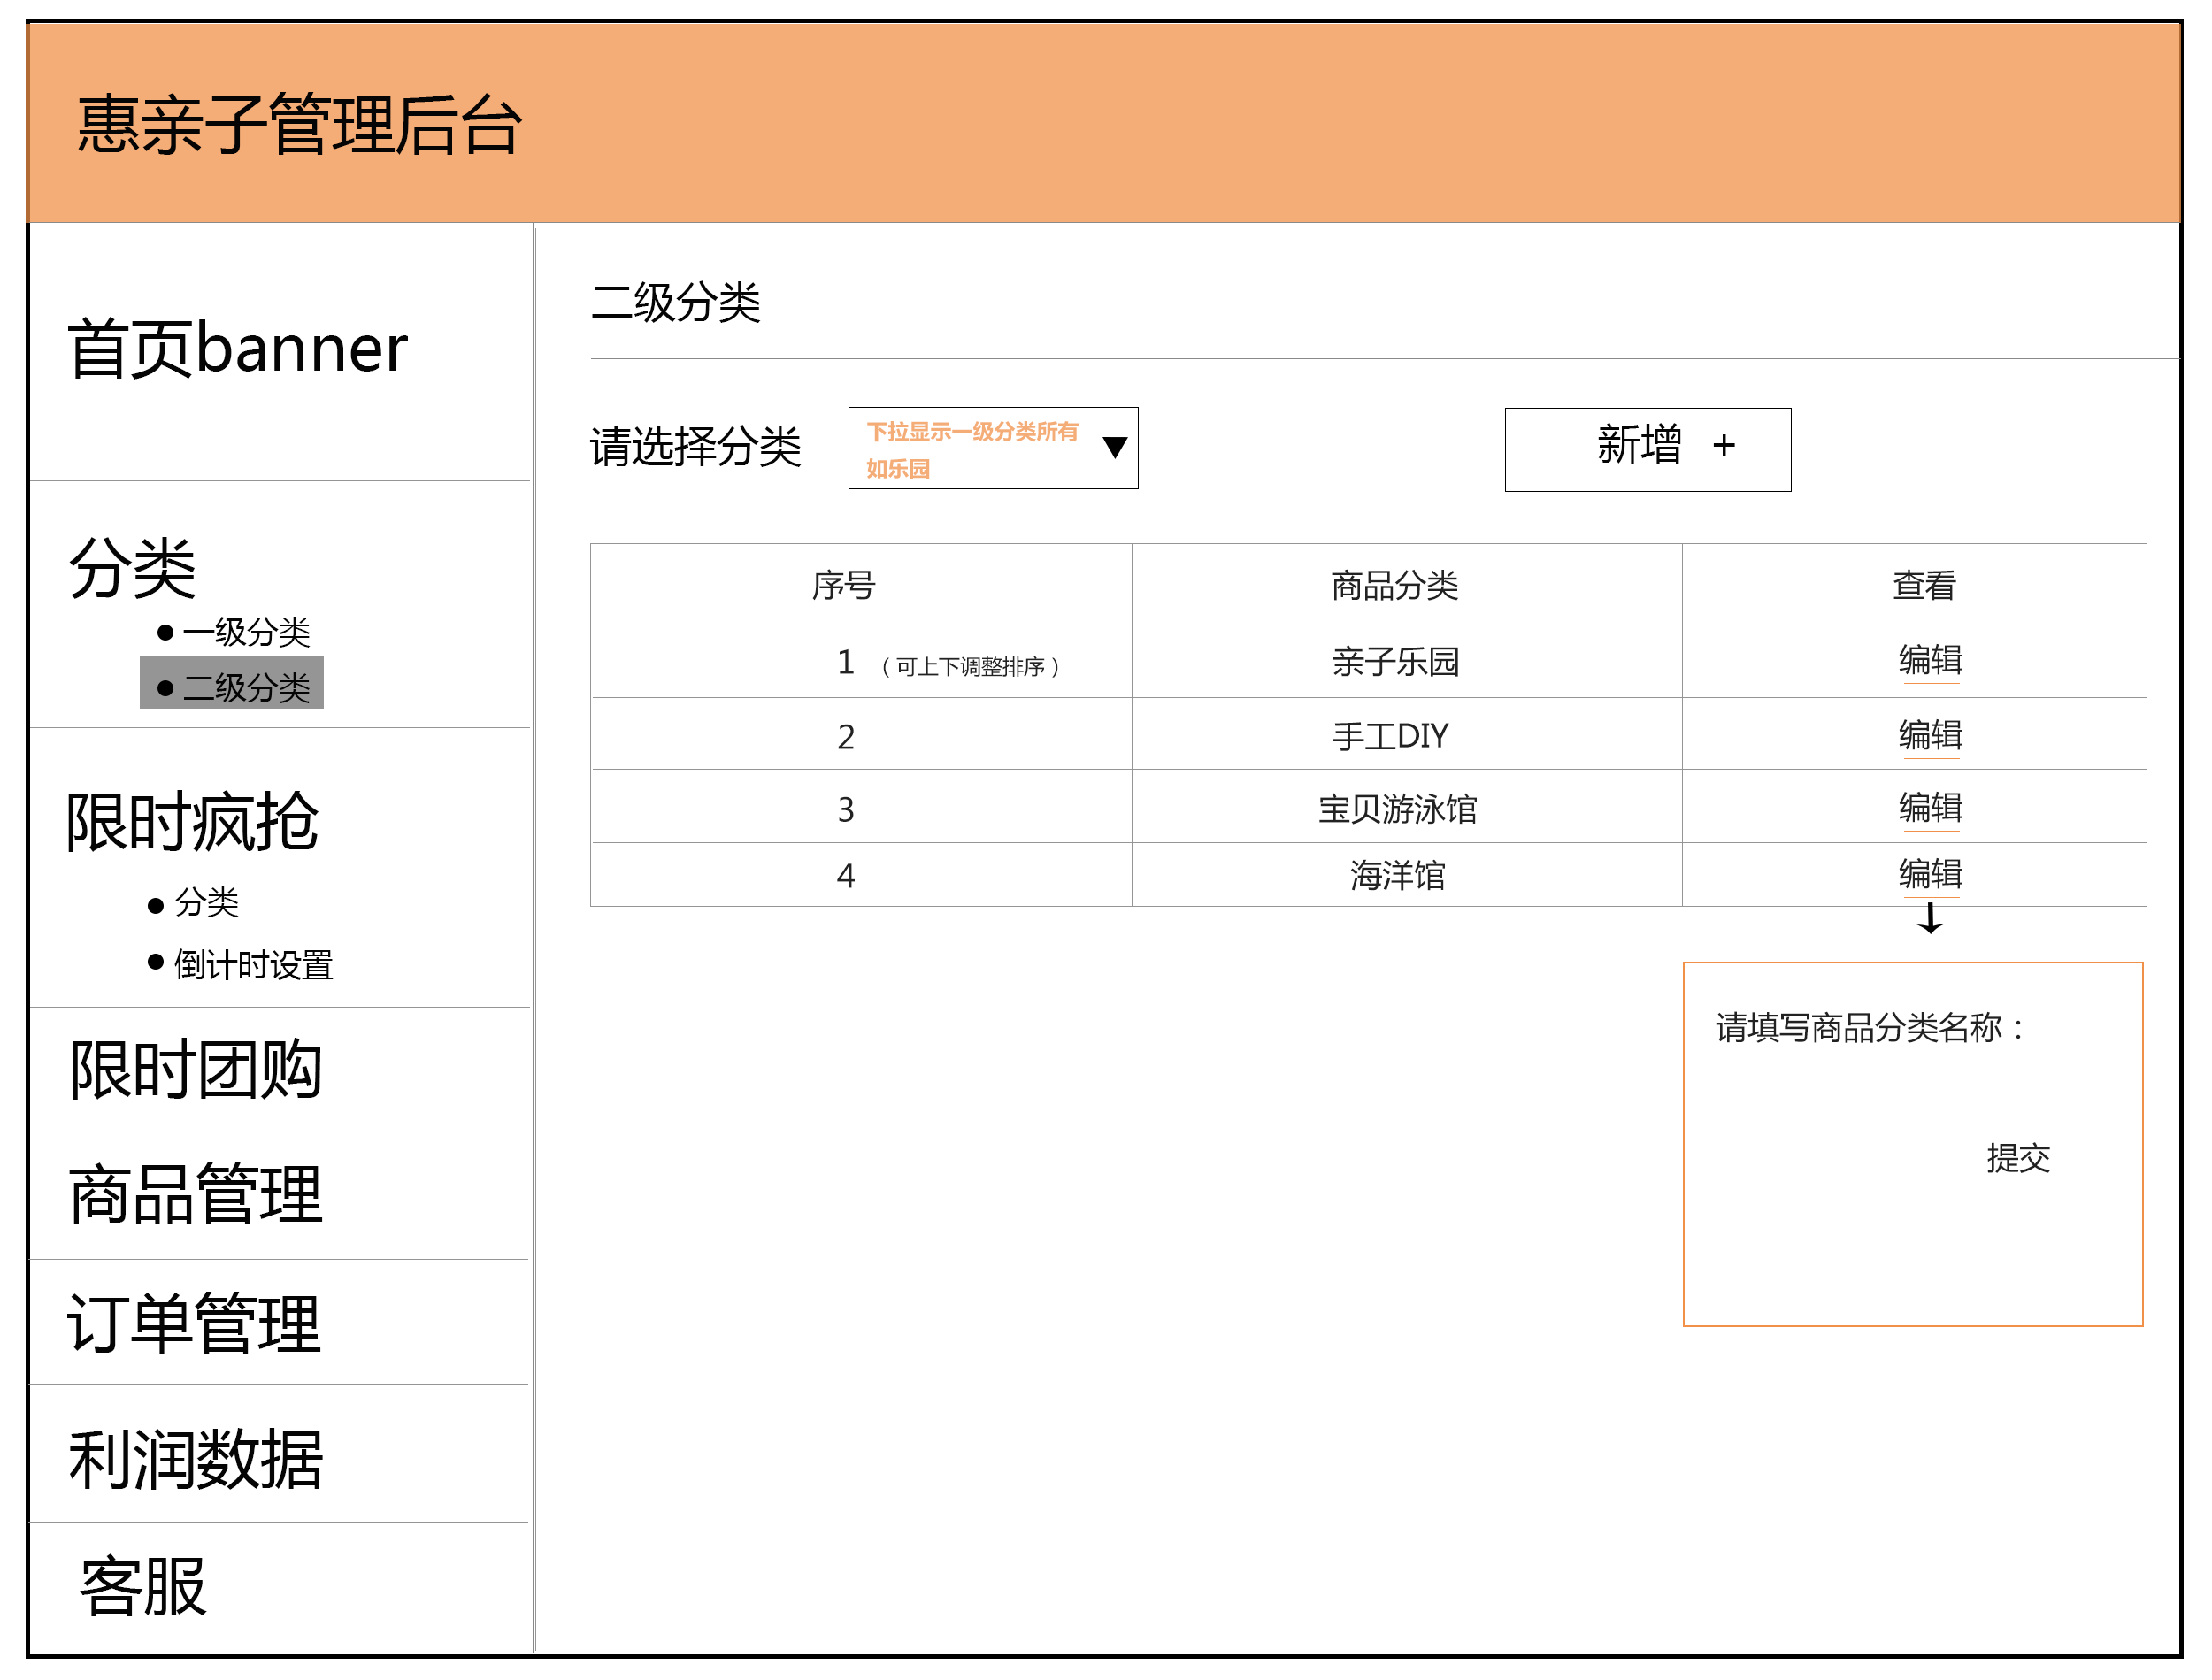 惠亲子管理后台
首页banner
分类
● 一级分类
● 二级分类
限时疯抢
● 分类
● 倒计时设置
限时团购
商品管理
订单管理
利润数据
客服
二级分类
请选择分类
下拉显示一级分类所有
如乐园
▼
新增 +
序号 商品分类 查看
1 （可上下调整排序） 亲子乐园 编辑
2 手工DIY 编辑
3 宝贝游泳馆 编辑
4 海洋馆 编辑
请填写商品分类名称：
提交